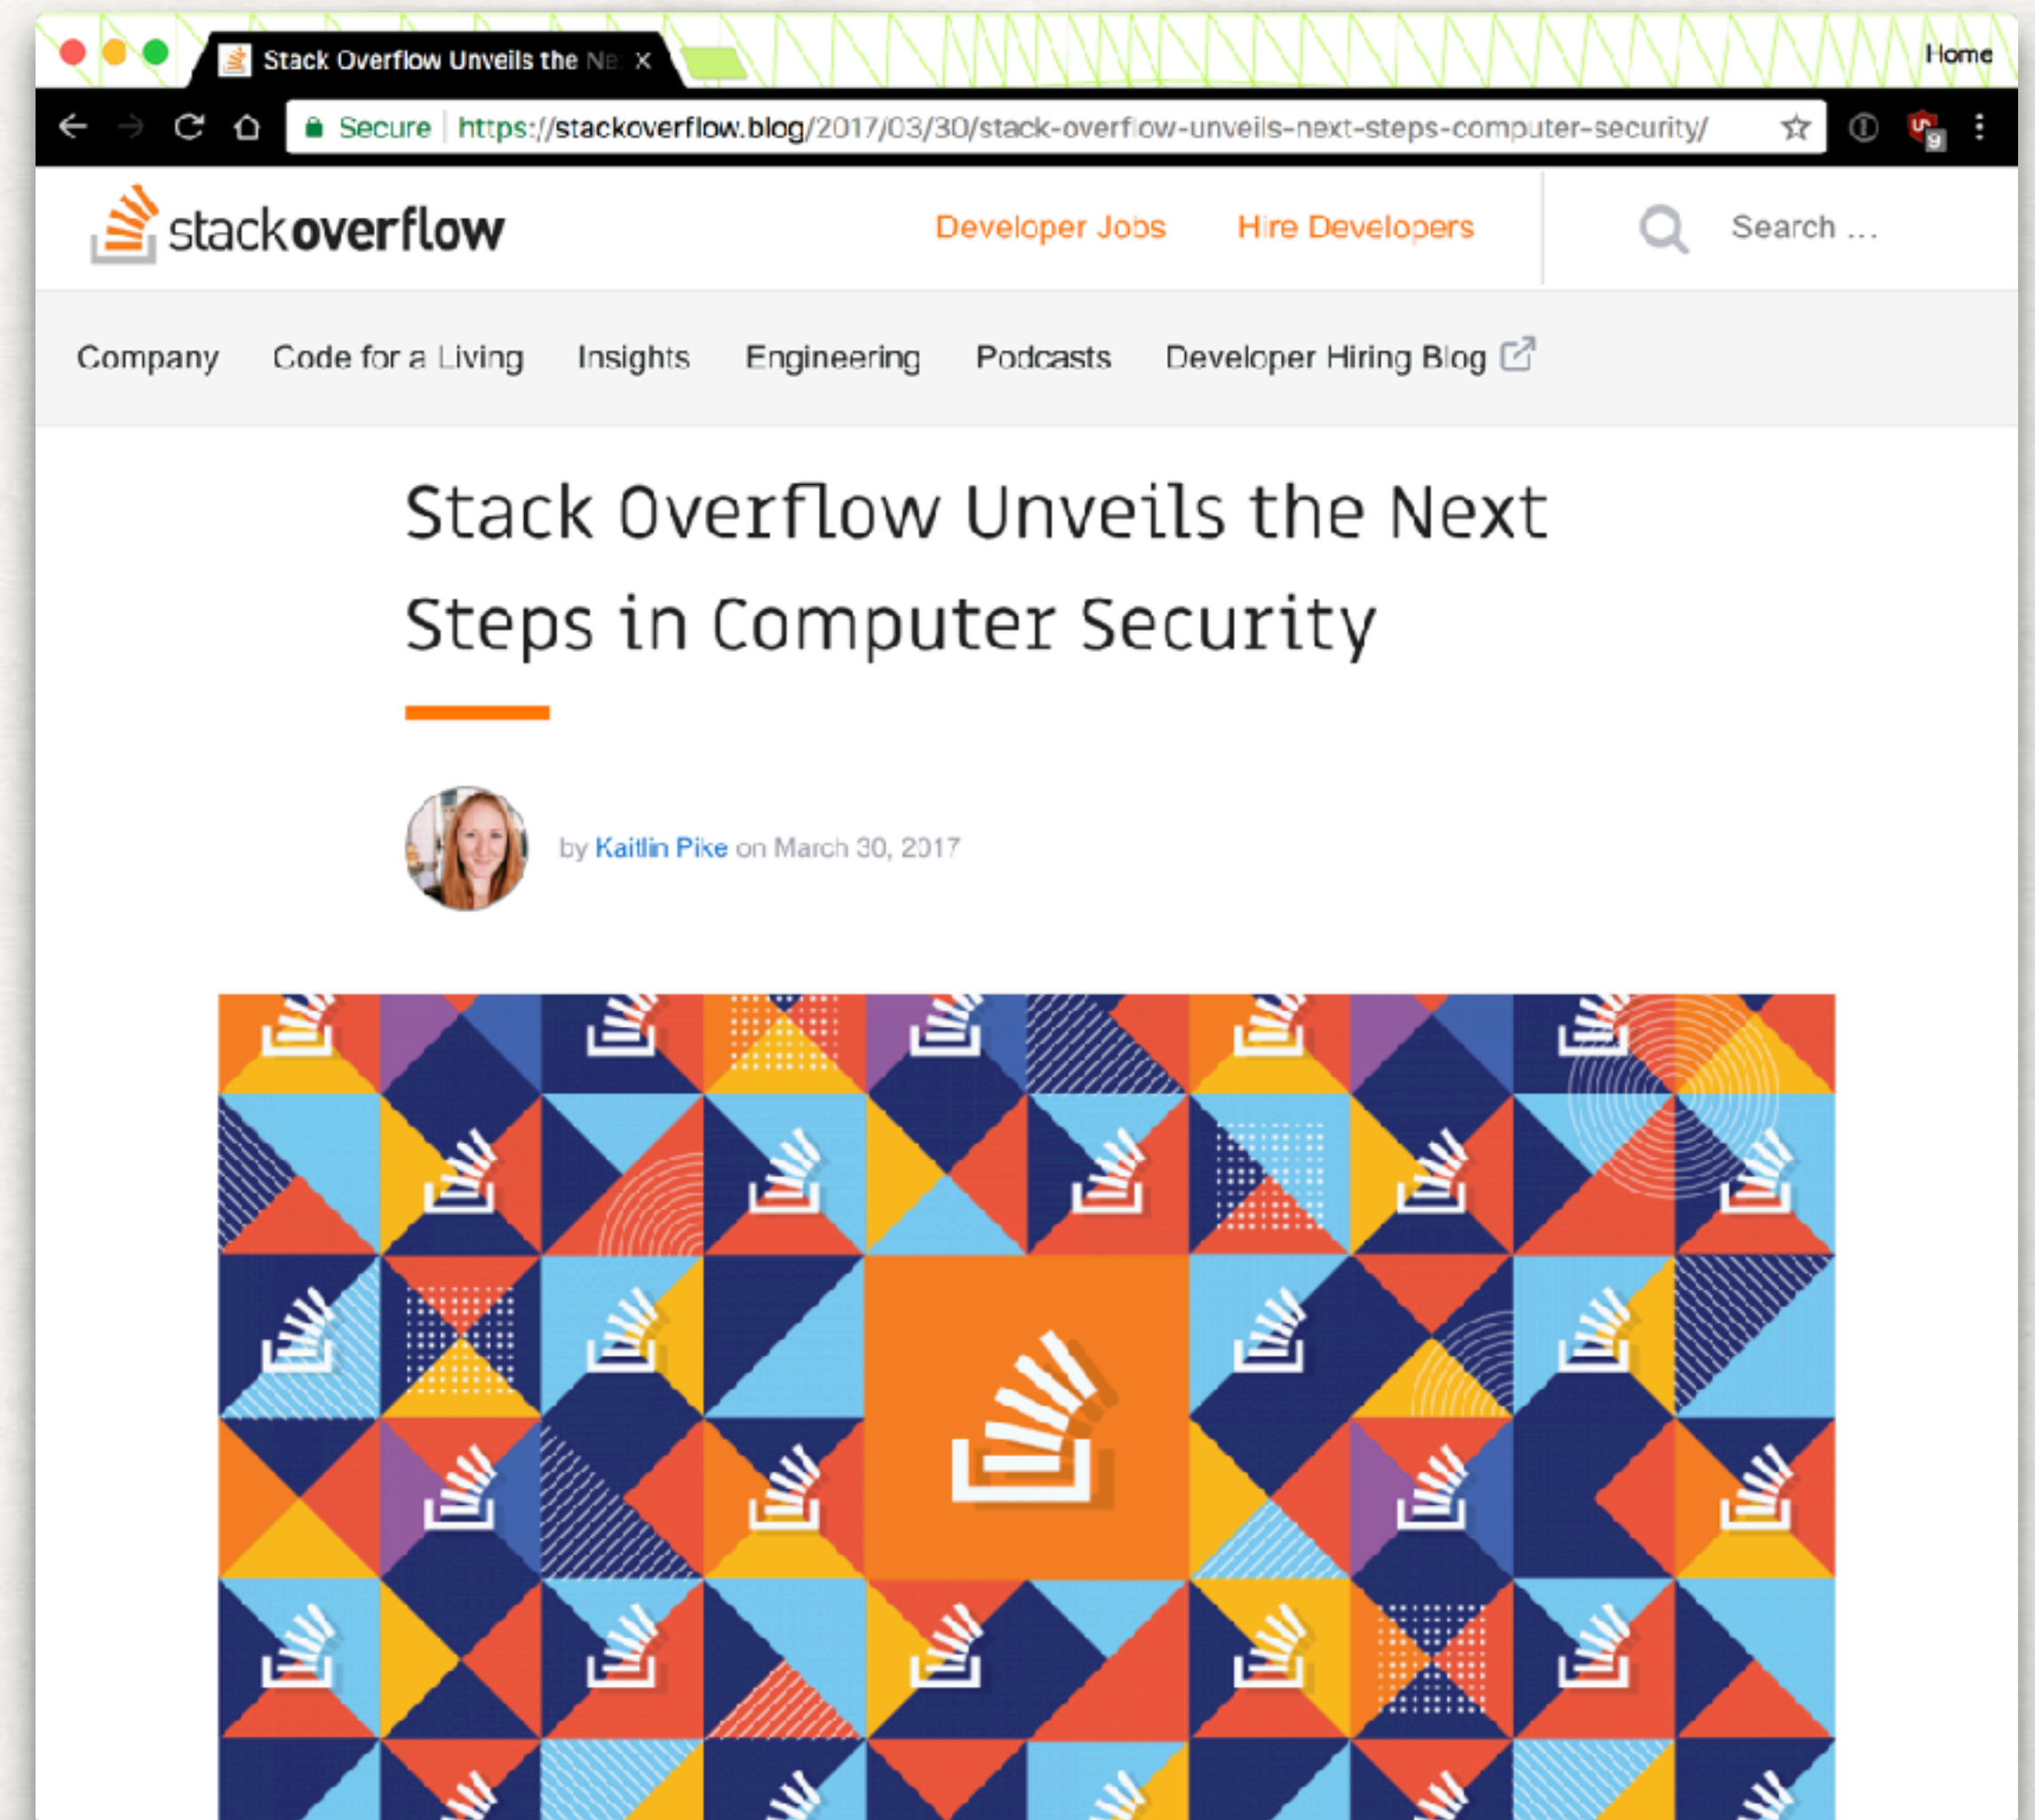 Stack Overflow Unveils the Ne
Home
Secure https://stackoverflow.blog/2017/03/30/stack-overflow-unveils-next-steps-computer-security/
9
stackoverflow
Developer Jobs Hire Developers Search ...
Company Code for a Living Insights Engineering Podcasts Developer Hiring Blog
Stack Overflow Unveils the Next
Steps in Computer Security
by Kaitlin Pike on March 30, 2017